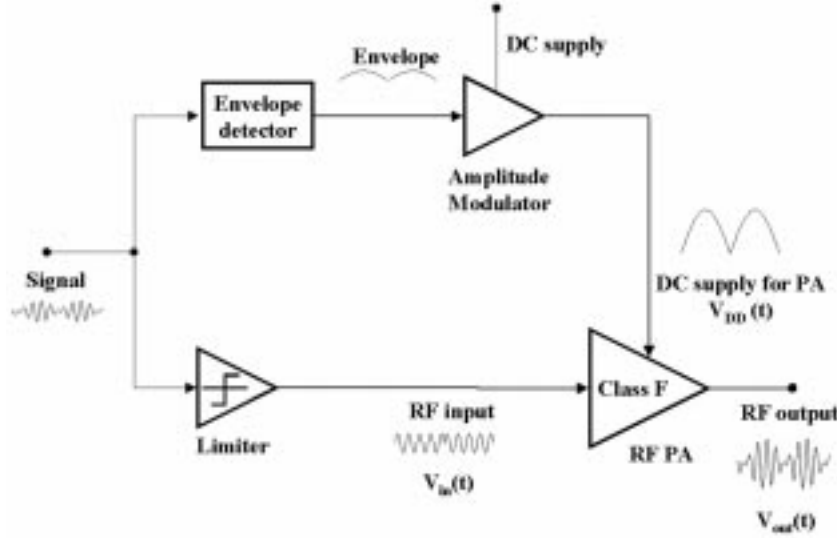 DC supply
Envelope
Envelope
detector
Amplitude
Modulator
Signal
DC supply for PA
V_DD (t)
Class F
Limiter
RF input
V_in(t)
RF PA
RF output
V_out(t)